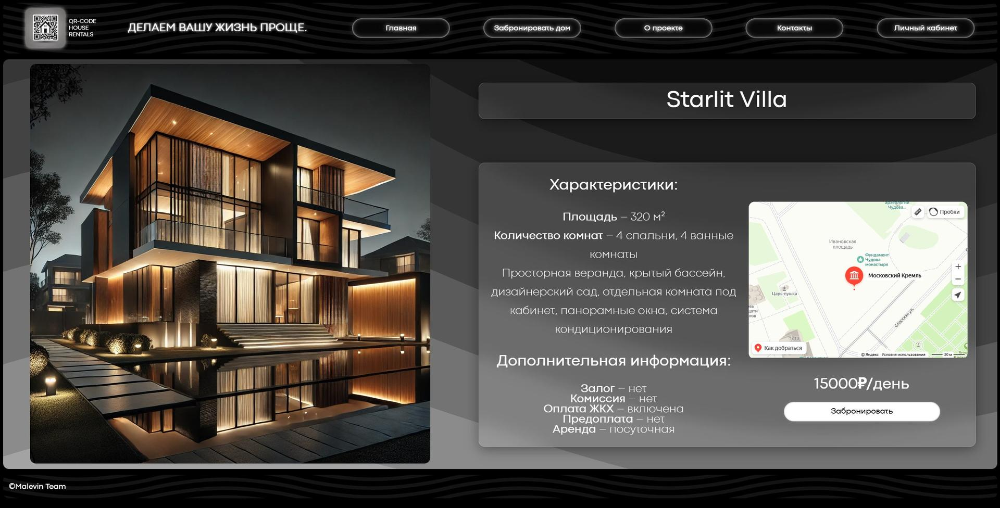 QR-CODE
HOUSE
RENTALS
ДЕЛАЕМ ВАШУ ЖИЗНЬ ПРОЩЕ.
Главная
Забронировать дом
О проекте
Контакты
Личный кабинет
Starlit Villa
Характеристики:
Площадь – 320 м²
Количество комнат – 4 спальни, 4 ванные
комнаты
Просторная веранда, крытый бассейн,
дизайнерский сад, отдельная комната под
кабинет, панорамные окна, система
кондиционирования
Дополнительная информация:
Залог – нет
Комиссия – нет
Оплата ЖКХ – включена
Предоплата – нет
Аренда – посуточная
археологии
Чудова...
Пробки
Ивановская
площадь
Фундамент
Чудова
монастыря
Московский Кремль
Царь-пушка
Спасская ул.
1с10
Как добраться
© Яндекс Условия использования
30 м
15000₽/день
Забронировать
©Malevin Team